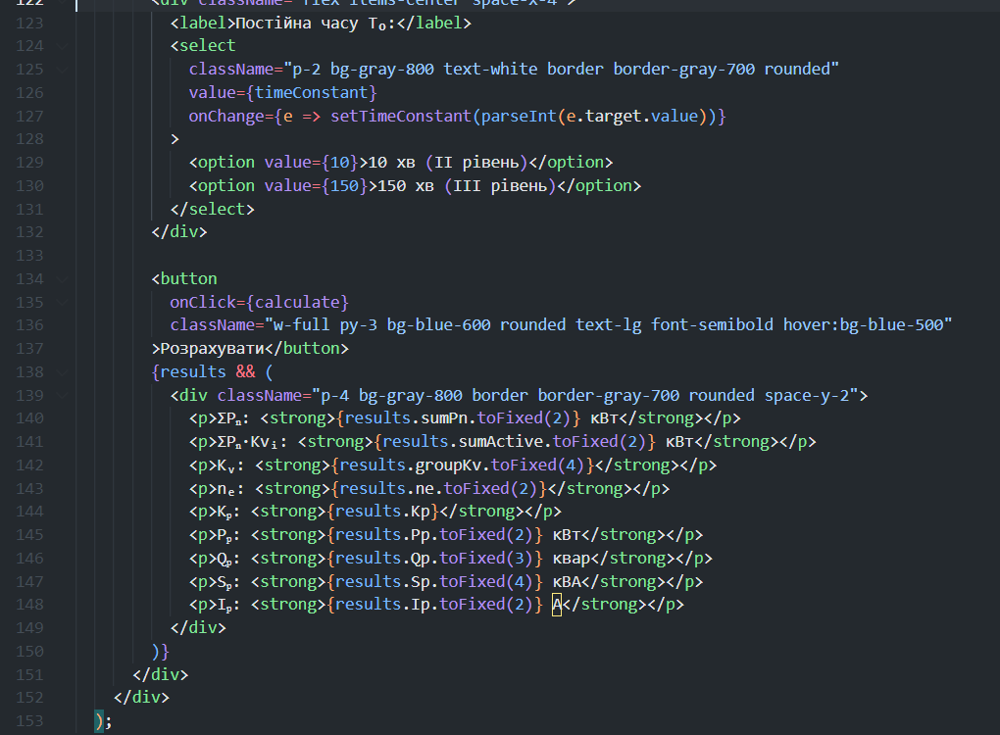 122 <div className="flex items-center space-x-4">
123 <label>Постійна часу T₀:</label>
124 <select
125 className="p-2 bg-gray-800 text-white border border-gray-700 rounded"
126 value={timeConstant}
127 onChange={e => setTimeConstant(parseInt(e.target.value))}
128 >
129 <option value={10}>10 хв (II рівень)</option>
130 <option value={150}>150 хв (III рівень)</option>
131 </select>
132 </div>
133
134 <button
135 onClick={calculate}
136 className="w-full py-3 bg-blue-600 rounded text-lg font-semibold hover:bg-blue-500"
137 >Розрахувати</button>
138 {results && (
139 <div className="p-4 bg-gray-800 border border-gray-700 rounded space-y-2">
140 <p>ΣPₙ: <strong>{results.sumPn.toFixed(2)} кВт</strong></p>
141 <p>ΣPₙ·Kvᵢ: <strong>{results.sumActive.toFixed(2)} кВт</strong></p>
142 <p>Kᵥ: <strong>{results.groupKv.toFixed(4)}</strong></p>
143 <p>nₑ: <strong>{results.ne.toFixed(2)}</strong></p>
144 <p>Kₚ: <strong>{results.Kp}</strong></p>
145 <p>Pₚ: <strong>{results.Pp.toFixed(2)} кВт</strong></p>
146 <p>Qₚ: <strong>{results.Qp.toFixed(3)} квар</strong></p>
147 <p>Sₚ: <strong>{results.Sp.toFixed(4)} кВА</strong></p>
148 <p>Iₚ: <strong>{results.Ip.toFixed(2)} А</strong></p>
149 </div>
150 )}
151 </div>
152 </div>
153 );